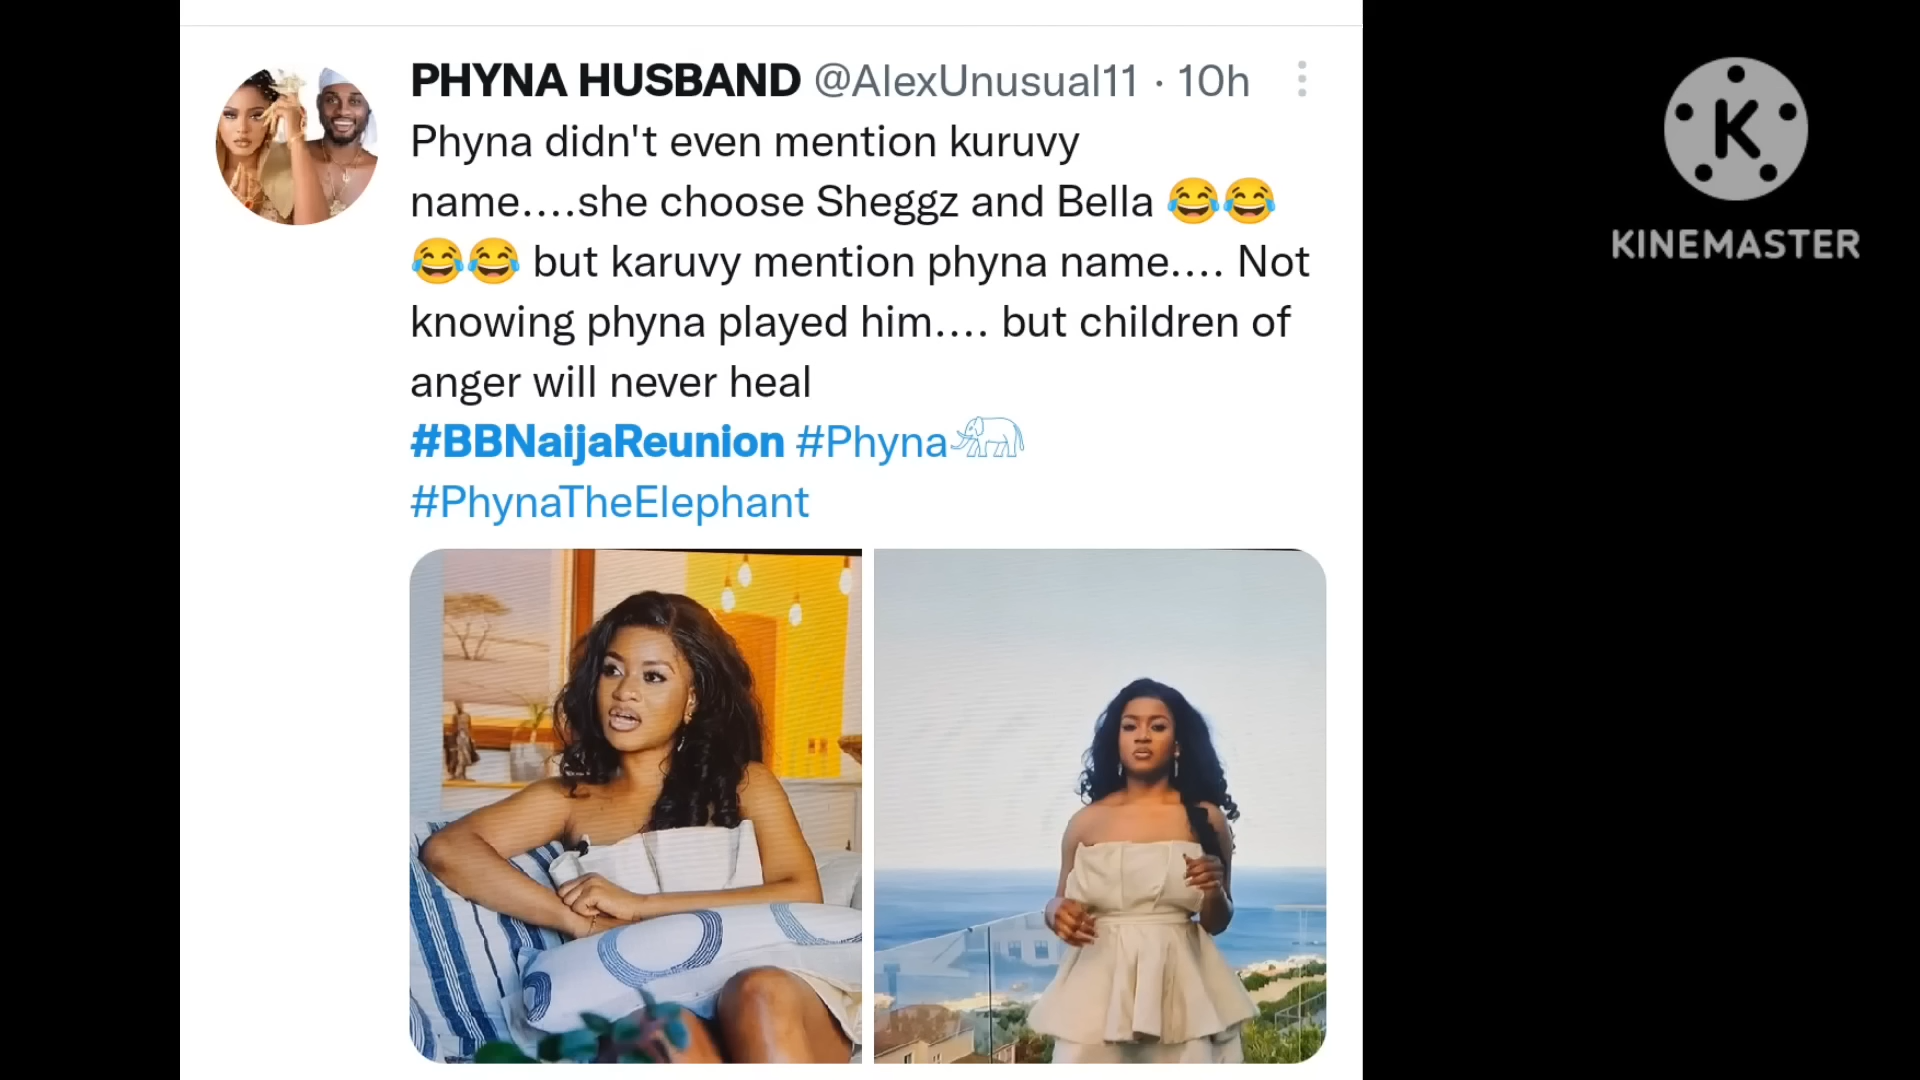 PHYNA HUSBAND @AlexUnusual11 · 10h
Phyna didn't even mention kuruvy
name....she choose Sheggz and Bella 😂😂
😂😂 but karuvy mention phyna name.... Not
knowing phyna played him.... but children of
anger will never heal
#BBNaijaReunion #Phyna
#PhynaTheElephant
K
KINEMASTER